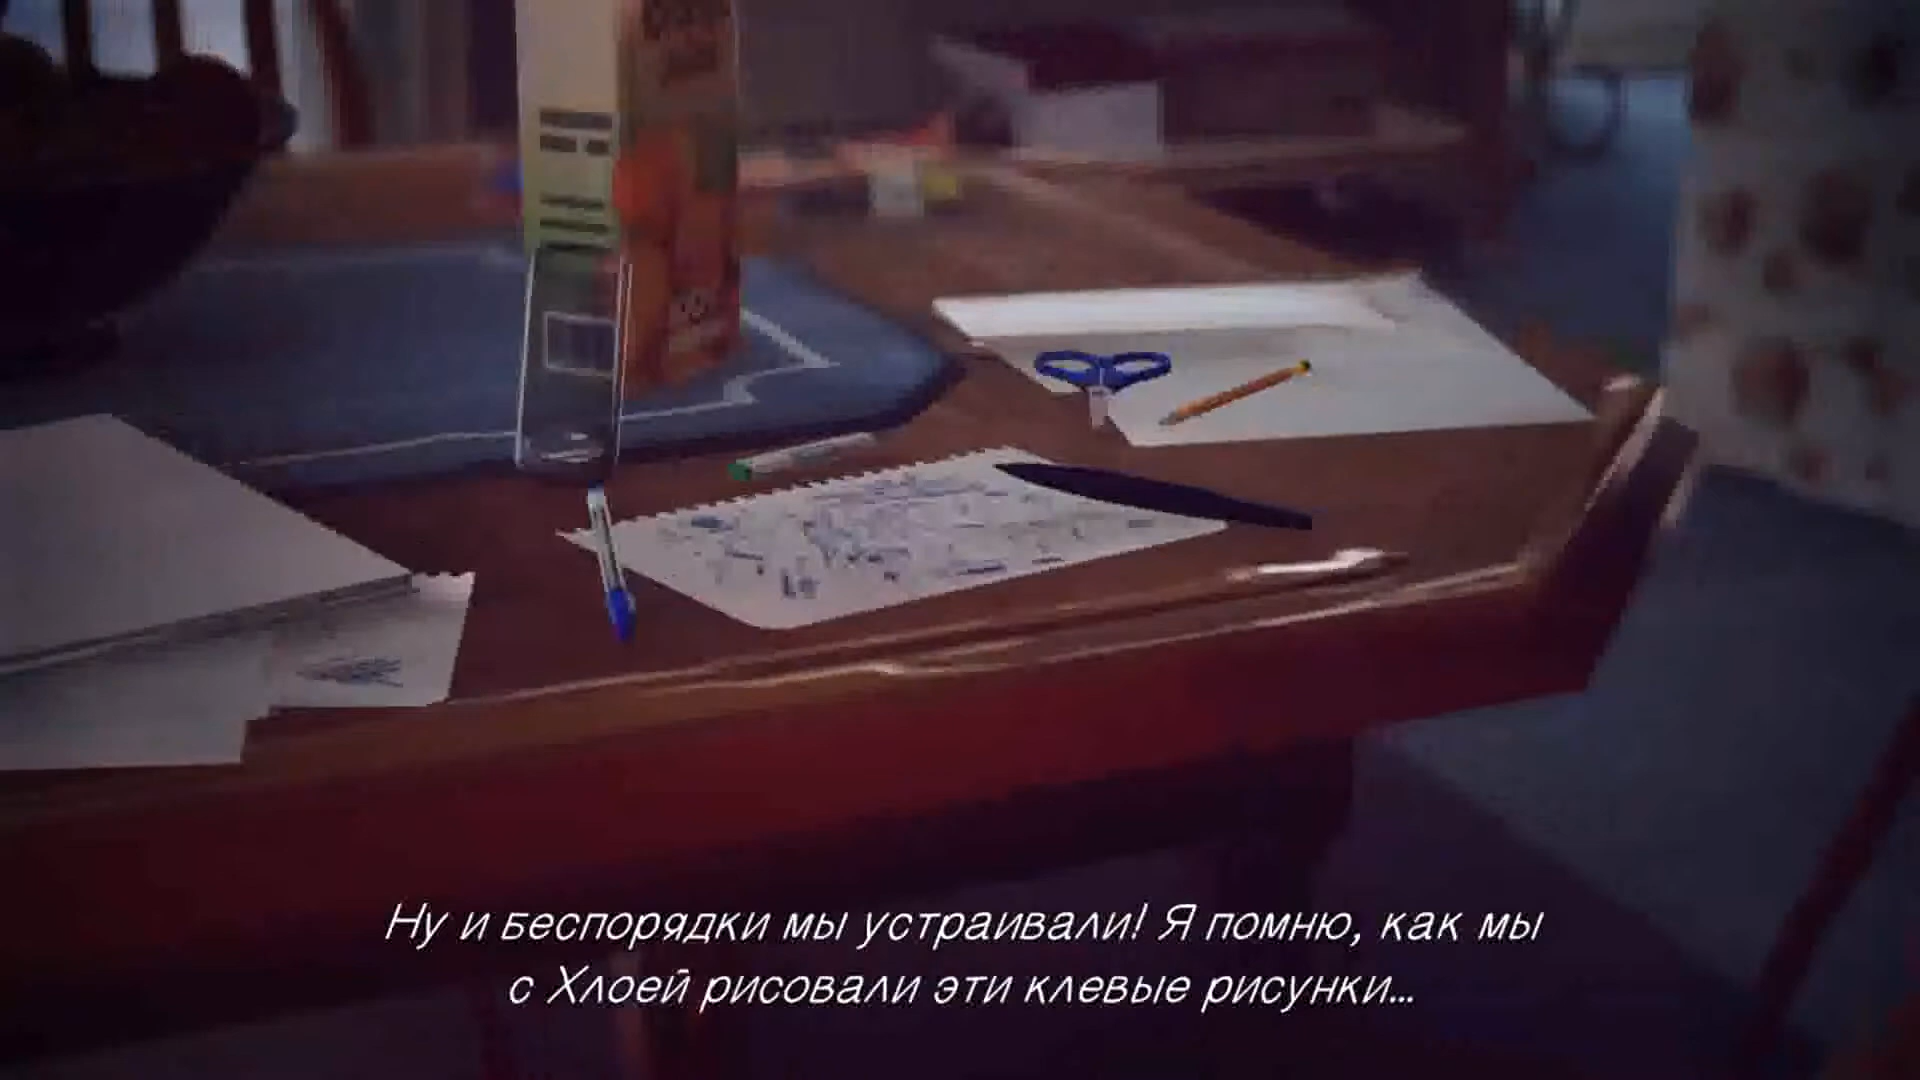 Ну и беспорядки мы устраивали! Я помню, как мы
с Хлоей рисовали эти клевые рисунки...